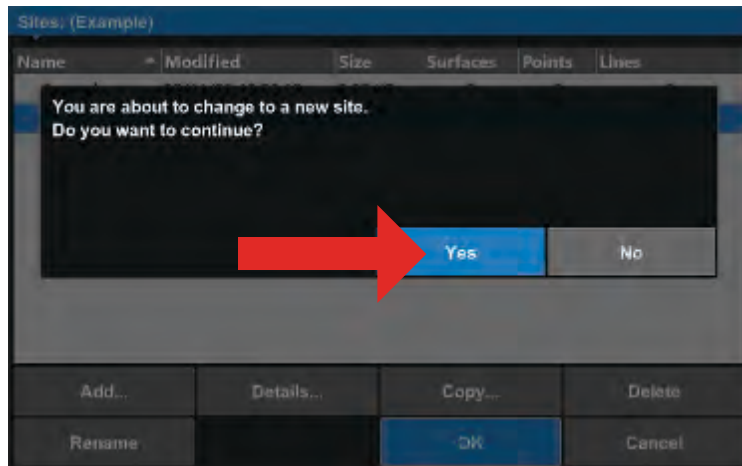 Sites: (Example)
Name Modified Size Surfaces Points Lines
You are about to change to a new site.
Do you want to continue?
Yes No
Add... Details... Copy... Delete
Rename OK Cancel